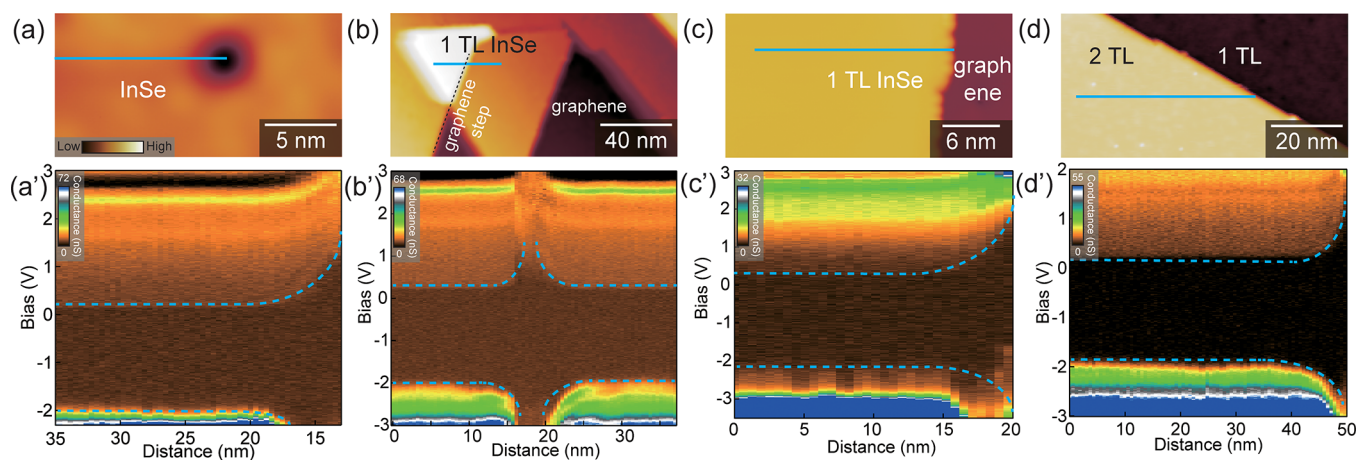 (a)
InSe
Low
High
5 nm
(b)
1 TL InSe
graphene
step
graphene
40 nm
(c)
1 TL InSe
graph
ene
6 nm
(d)
2 TL
1 TL
20 nm
(a')
72
Conductance (nS)
0
3
2
1
0
-1
-2
Bias (V)
35
30
25
20
15
Distance (nm)
(b')
68
Conductance (nS)
0
3
2
1
0
-1
-2
-3
Bias (V)
0
10
20
30
Distance (nm)
(c')
32
Conductance (nS)
0
3
2
1
0
-1
-2
-3
Bias (V)
0
5
10
15
20
Distance (nm)
(d')
55
Conductance (nS)
0
2
1
0
-1
-2
-3
Bias (V)
0
10
20
30
40
50
Distance (nm)